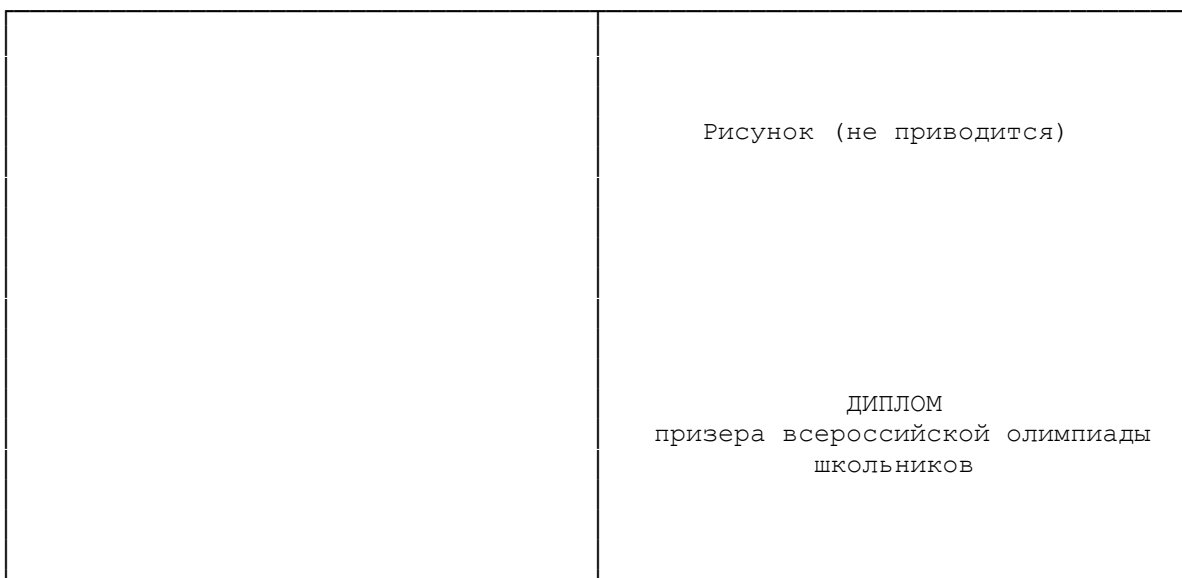 Рисунок (не приводится)
ДИПЛОМ
призера всероссийской олимпиады
школьников